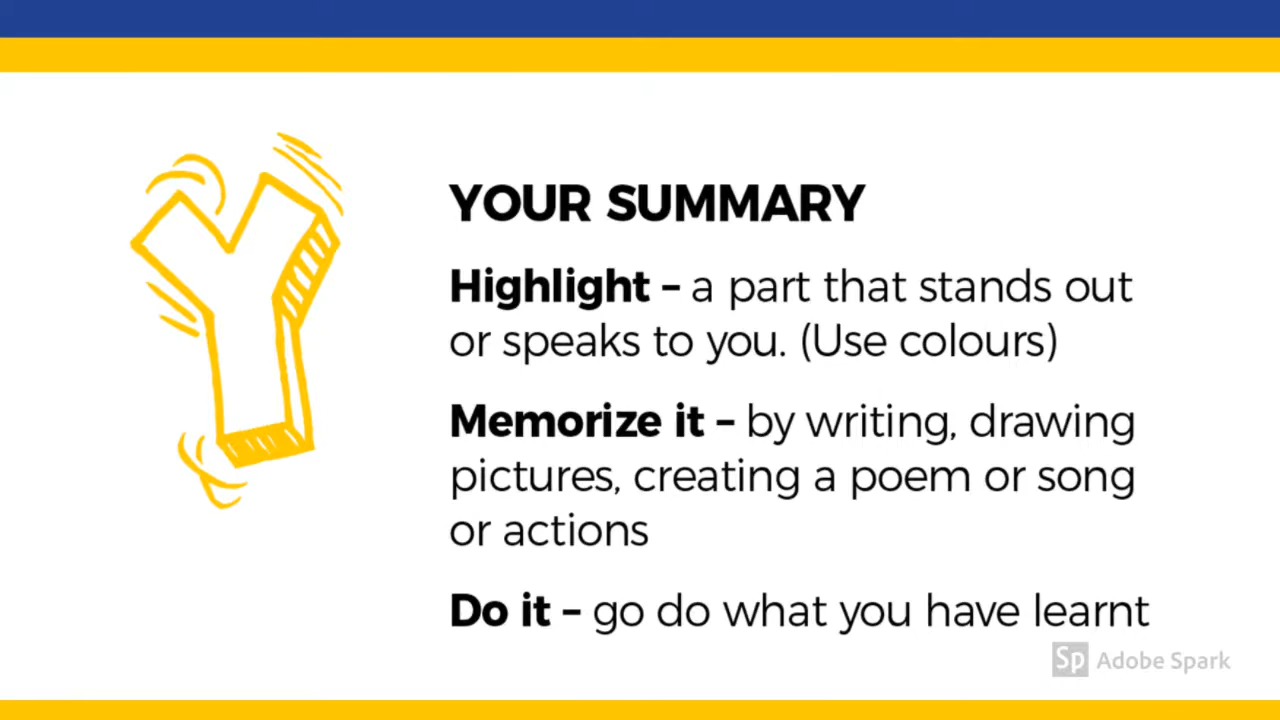 Y
YOUR SUMMARY
Highlight – a part that stands out
or speaks to you. (Use colours)
Memorize it – by writing, drawing
pictures, creating a poem or song
or actions
Do it – go do what you have learnt
Sp Adobe Spark